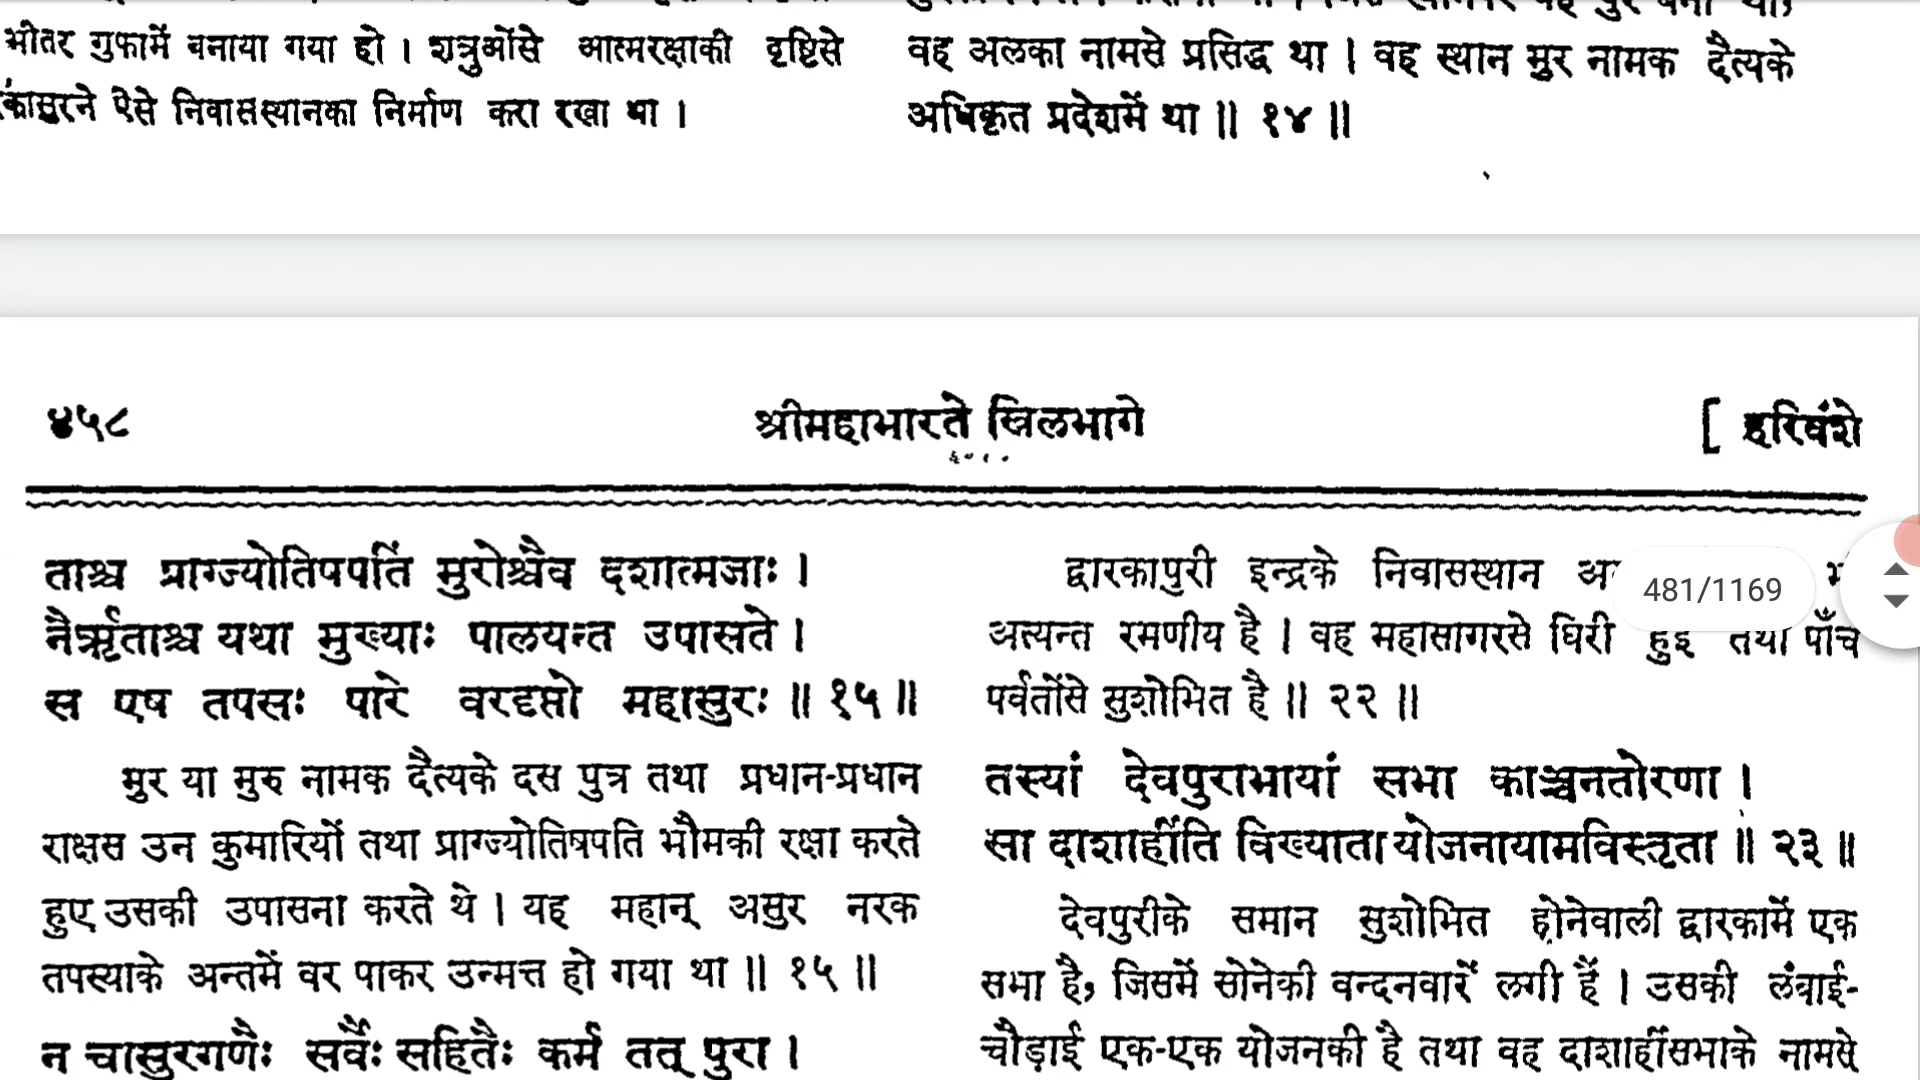 भीतर गुफामें बनाया गया हो । शत्रुओंसे आत्मरक्षाकी दृष्टिसे
ने ऐसे निवासस्थानका निर्माण करा रखा था ।
वह अलका नामसे प्रसिद्ध था । वह स्थान मुर नामक दैत्यके
अधिकृत प्रदेशमें था ॥ १४ ॥
४५८
श्रीमहाभारते खिलभागे
[ हरिवंशे
ताश्च प्राग्ज्योतिषपतिं मुरोश्चैव दशात्मजाः ।
नैर्ऋताश्च यथा मुख्याः पालयन्त उपासते ।
स एष तपसः पारे वरदृप्तो महासुरः ॥ १५ ॥
मुर या मुरु नामक दैत्यके दस पुत्र तथा प्रधान-प्रधान
राक्षस उन कुमारियों तथा प्राग्ज्योतिषपति भौमकी रक्षा करते
हुए उसकी उपासना करते थे । यह महान् असुर नरक
तपस्याके अन्तमें वर पाकर उन्मत्त हो गया था ॥ १५ ॥
न चासुरगणैः सर्वैः सहितैः कर्म तत् पुरा ।
द्वारकापुरी इन्द्रके निवासस्थान
481/1169
अत्यन्त रमणीय है । वह महासागरसे घिरी हुई तथा पाँच
पर्वतोंसे सुशोभित है ॥ २२ ॥
तस्यां देवपुराभायां सभा काञ्चनतोरणा ।
सा दाशार्हीति विख्याता योजनायामविस्तृता ॥ २३ ॥
देवपुरीके समान सुशोभित होनेवाली द्वारकामें एक
सभा है, जिसमें सोनेकी वन्दनवारें लगी हैं । उसकी लंबाई-
चौड़ाई एक-एक योजनकी है तथा वह दाशार्हीसभाके नामसे